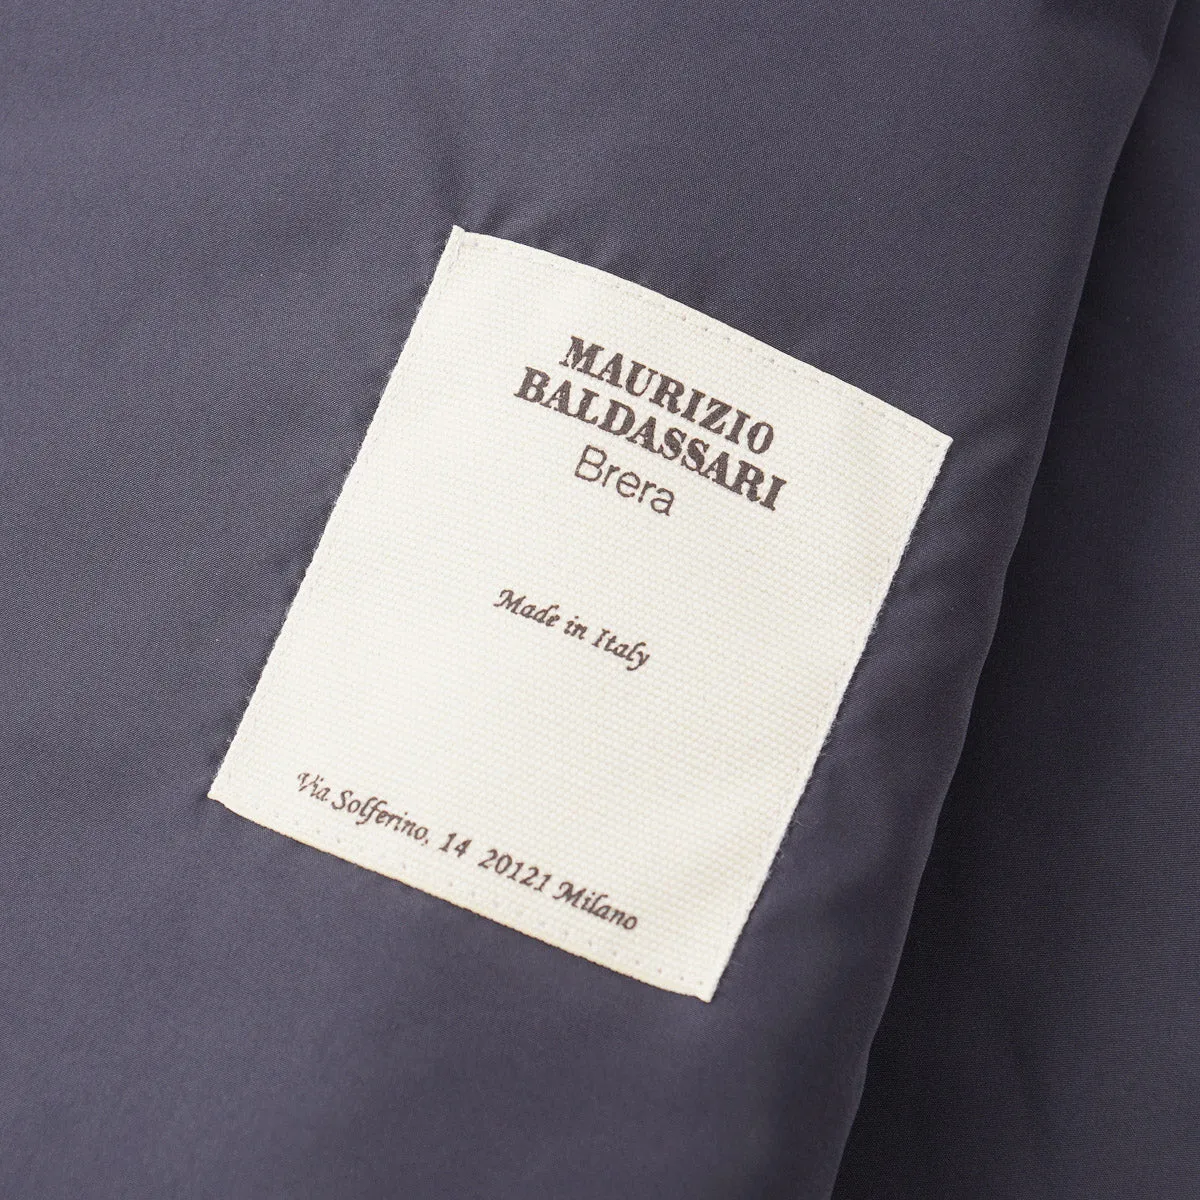 MAURIZIO
BALDASSARI
Brera
Made in Italy
Via Solferino, 14 20121 Milano